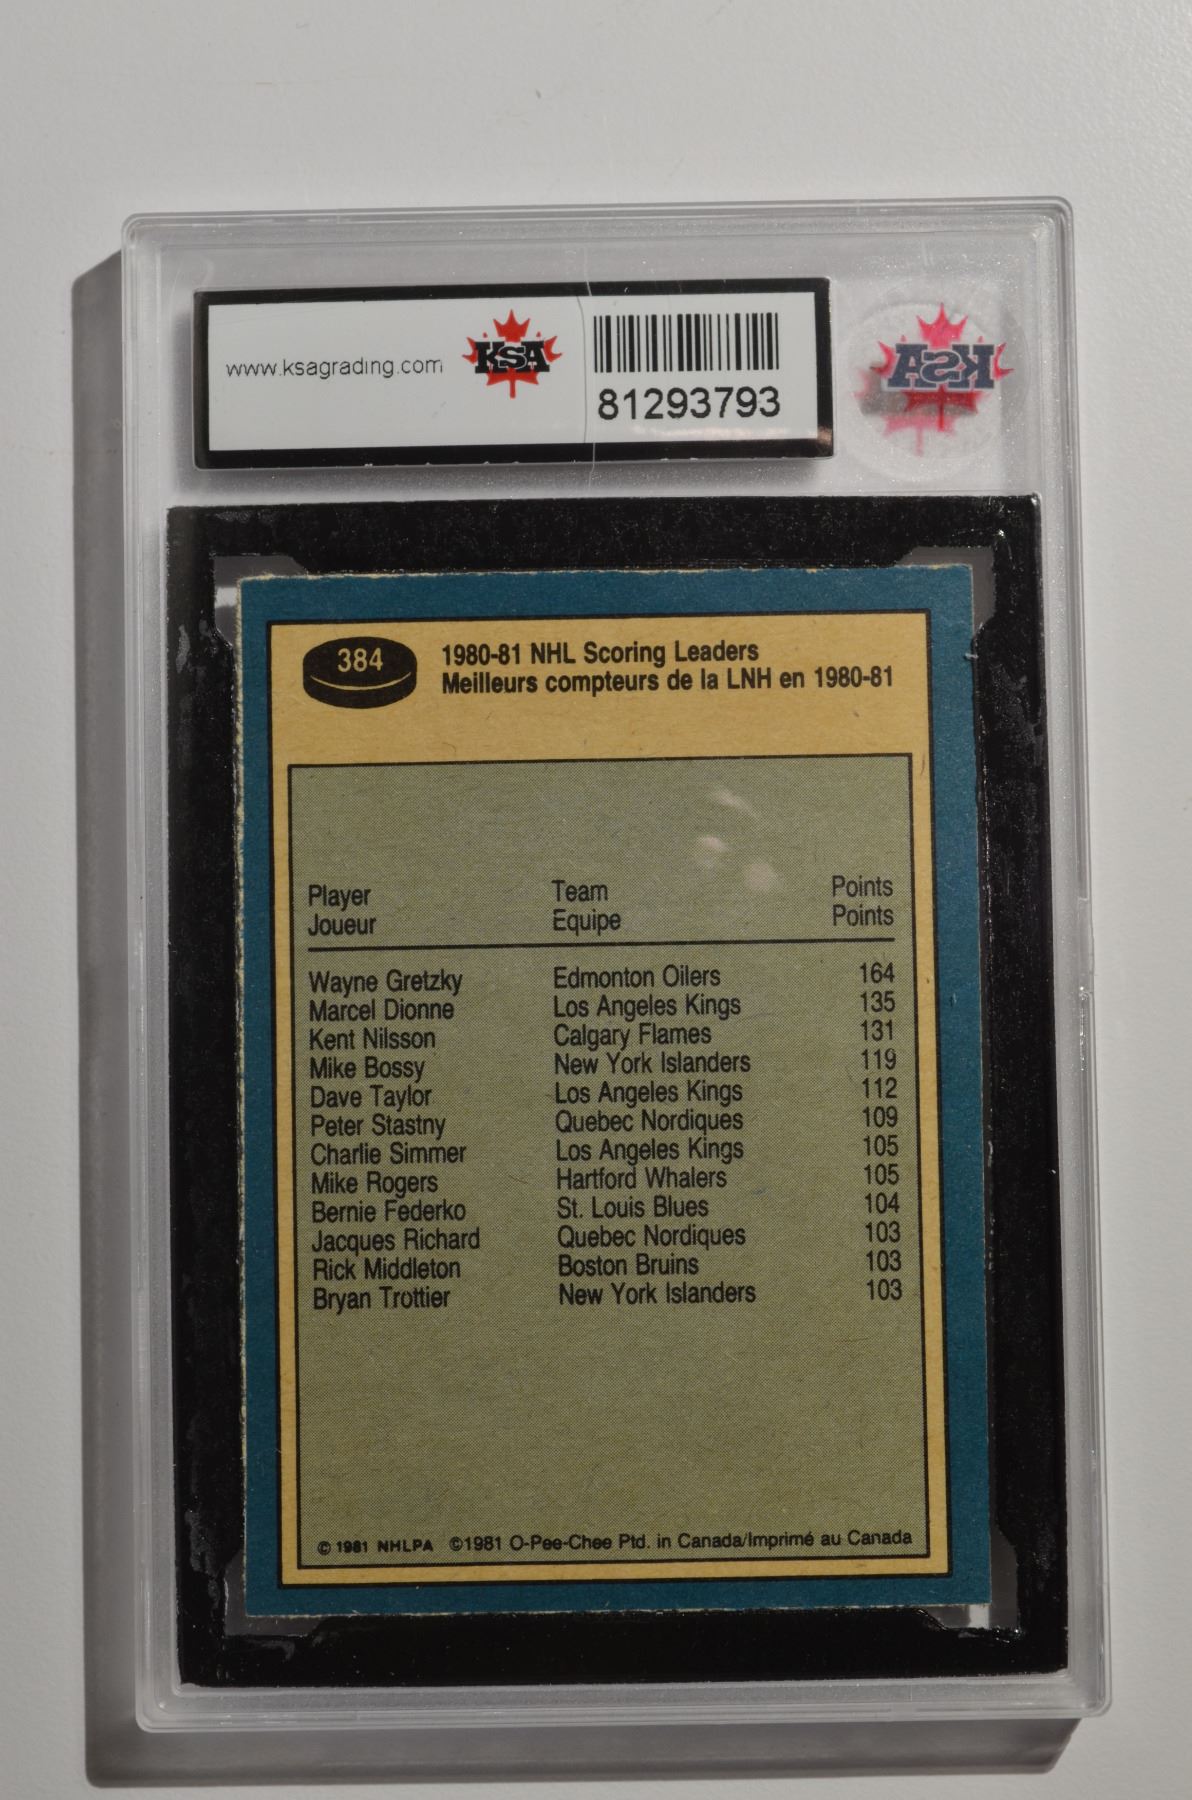 www.ksagrading.com
KSA
81293793
KSA
384
1980-81 NHL Scoring Leaders
Meilleurs compteurs de la LNH en 1980-81
Player Team Points
Joueur Equipe Points
Wayne Gretzky Edmonton Oilers 164
Marcel Dionne Los Angeles Kings 135
Kent Nilsson Calgary Flames 131
Mike Bossy New York Islanders 119
Dave Taylor Los Angeles Kings 112
Peter Stastny Quebec Nordiques 109
Charlie Simmer Los Angeles Kings 105
Mike Rogers Hartford Whalers 105
Bernie Federko St. Louis Blues 104
Jacques Richard Quebec Nordiques 103
Rick Middleton Boston Bruins 103
Bryan Trottier New York Islanders 103
© 1981 NHLPA ©1981 O-Pee-Chee Ptd. in Canada/Imprimé au Canada